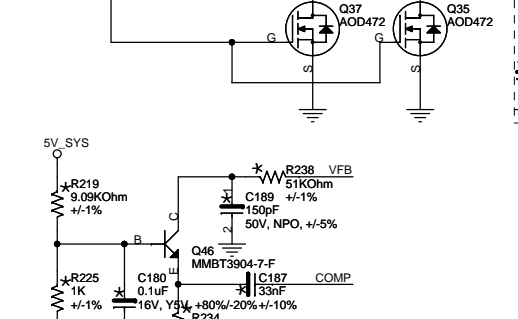 Q37
AOD472
Q35
AOD472
G
G
S
S
5V_SYS
R219
9.09KOhm
+/-1%
R238
51KOhm
+/-1%
VFB
C189
150pF
50V, NPO, +/-5%
1
2
C
B
E
Q46
MMBT3904-7-F
R225
1K
+/-1%
C180
0.1uF
16V, Y5V, +80%/-20%
C187
33nF
+/-10%
COMP
R234